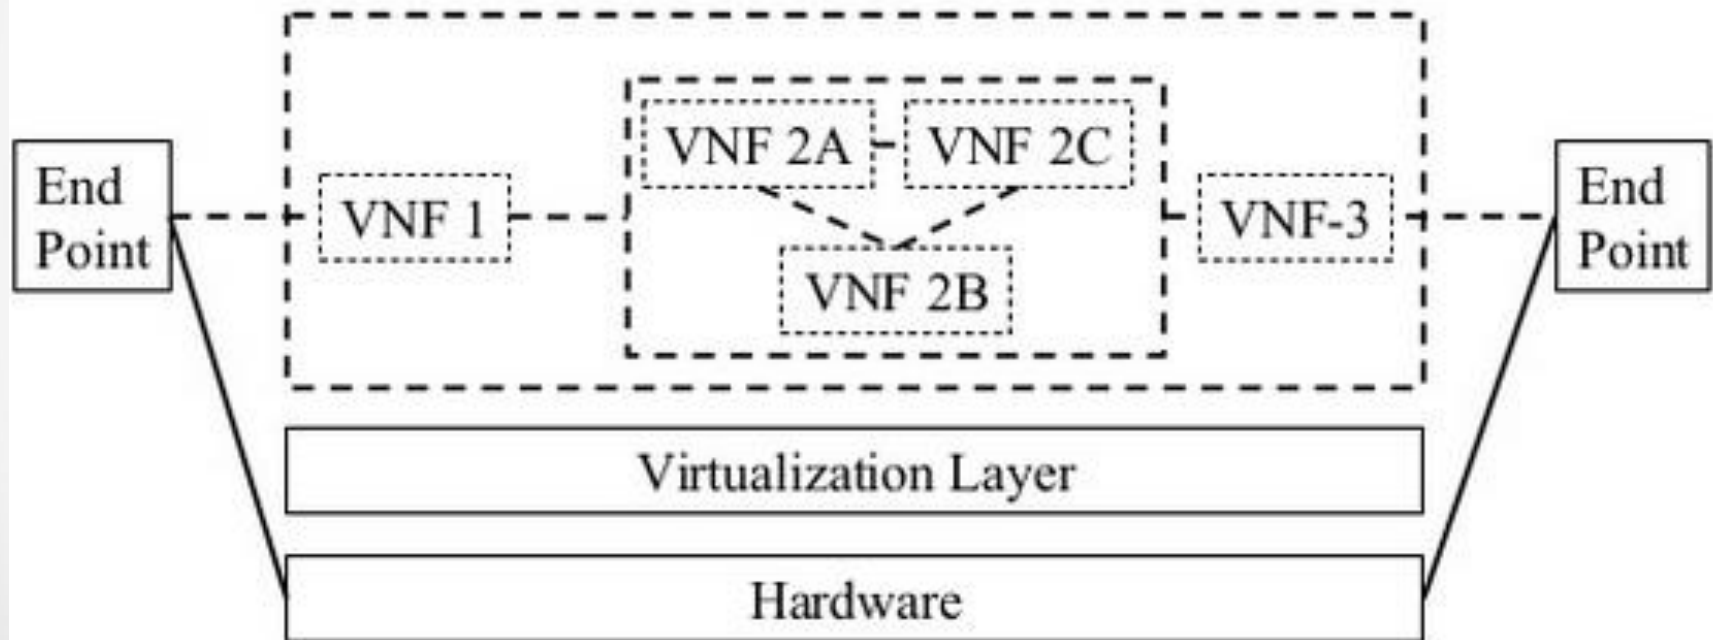 VNF 2A
VNF 2C
End
Point
VNF 1
VNF-3
End
Point
VNF 2B
Virtualization Layer
Hardware